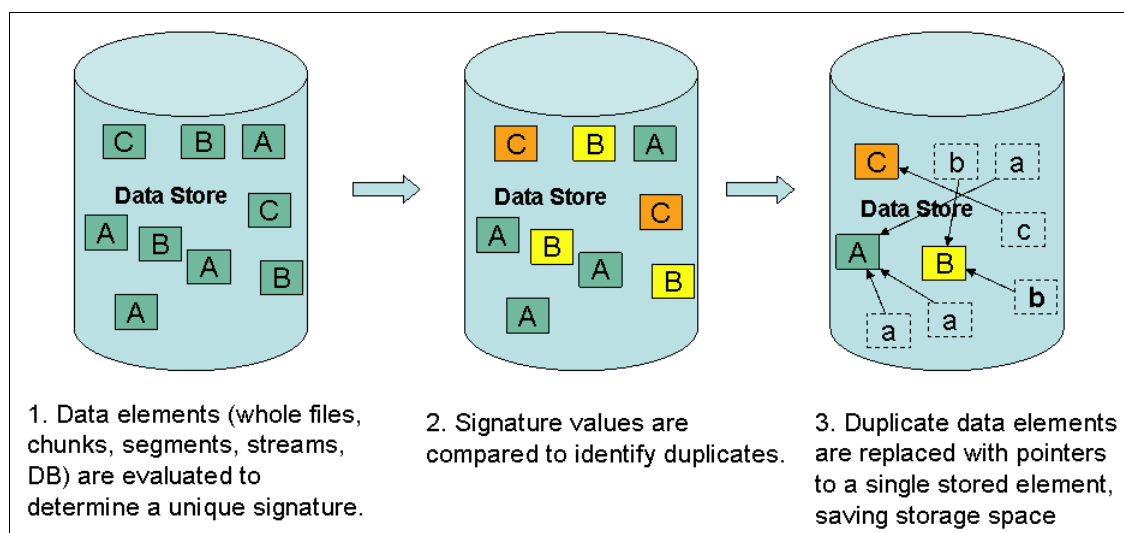 C B A
Data Store
C
A
B
A
B
A
C B A
Data Store
C
A
B
A
B
A
C
b
a
Data Store
c
A
B
b
a
a
1. Data elements (whole files,
chunks, segments, streams,
DB) are evaluated to
determine a unique signature.
2. Signature values are
compared to identify duplicates.
3. Duplicate data elements
are replaced with pointers
to a single stored element,
saving storage space